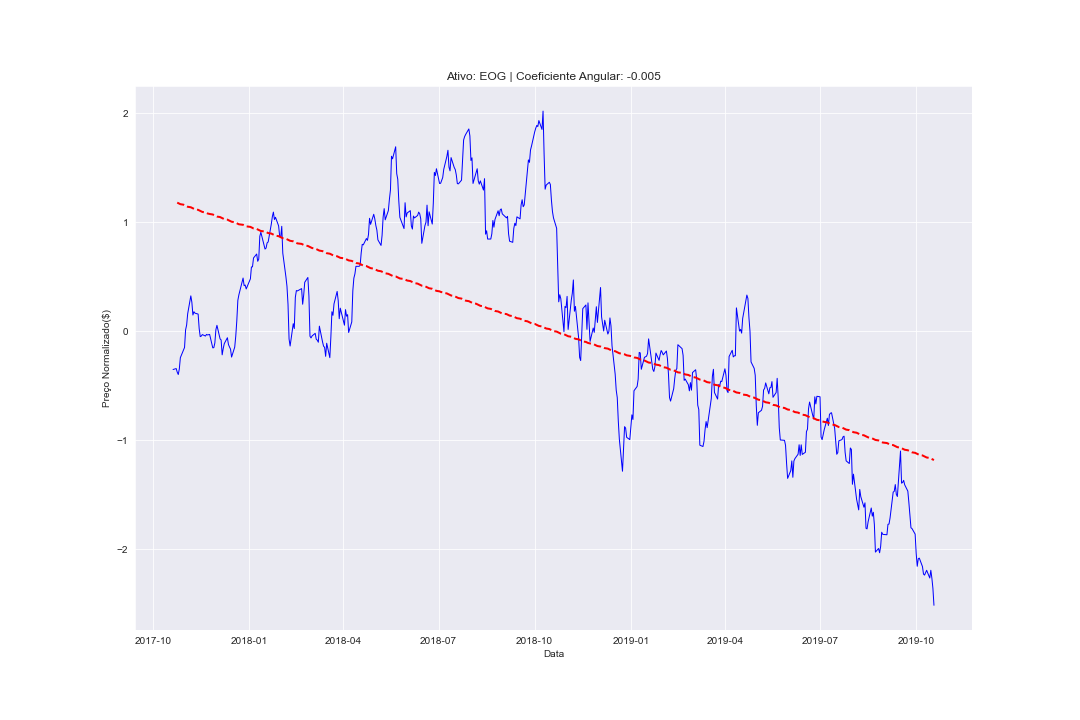 Ativo: EOG | Coeficiente Angular: -0.005
Preço Normalizado($)
2
1
0
−1
−2
2017-10 2018-01 2018-04 2018-07 2018-10 2019-01 2019-04 2019-07 2019-10
Data